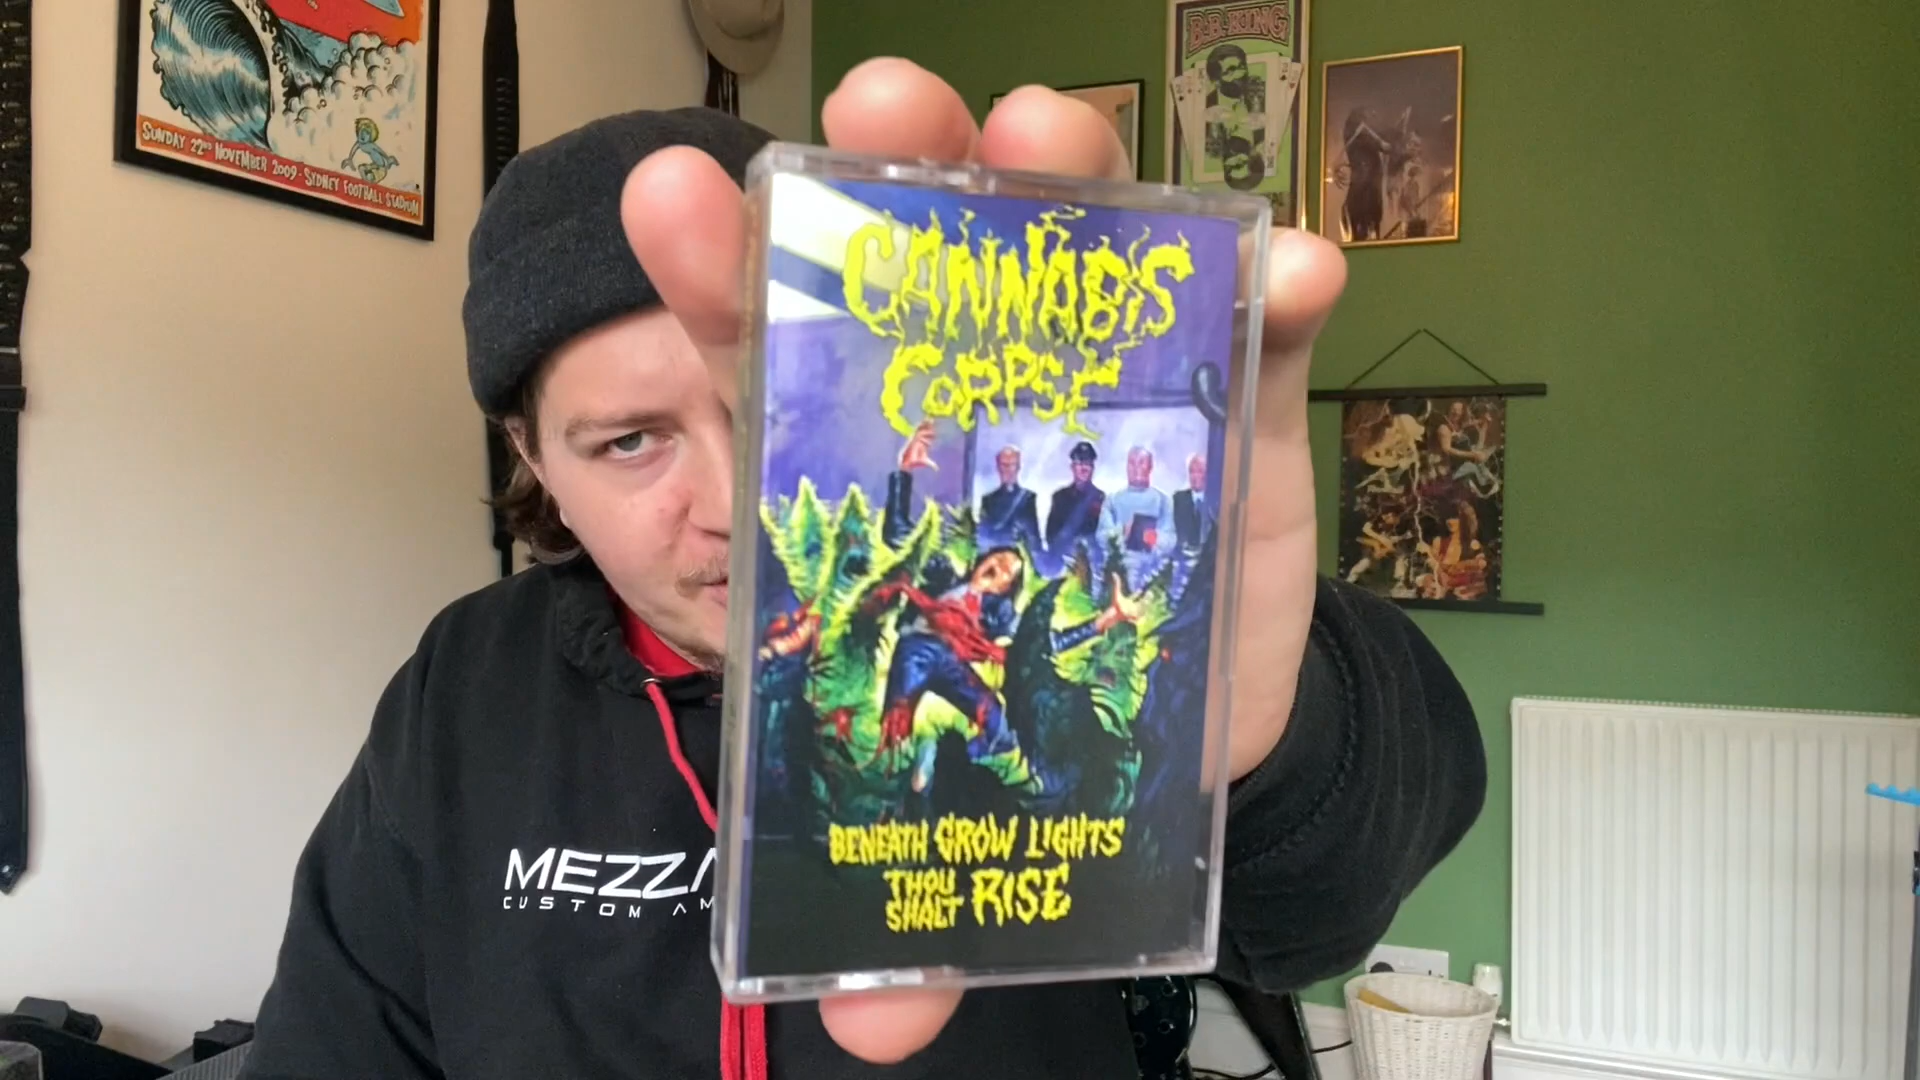 SUNDAY 22ND NOVEMBER 2009 - SYDNEY FOOTBALL STADIUM
B.B. KING
CANNABIS
CORPSE
BENEATH GROW LIGHTS
THOU
SHALT RISE
MEZZA
CUSTOM AM